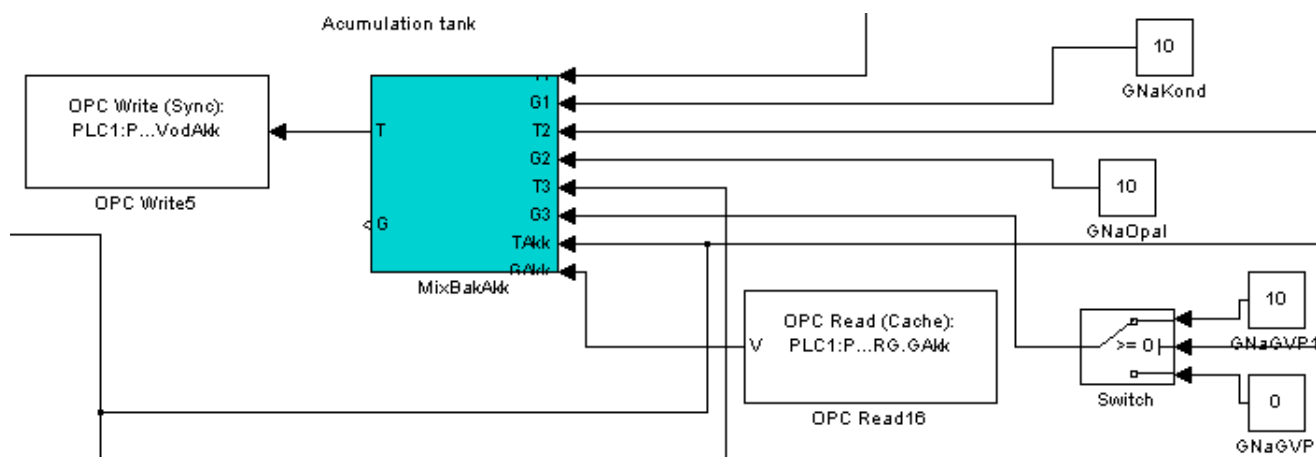 Acumulation tank
OPC Write (Sync):
PLC1:P...VodAkk
OPC Write5
T
G
G1
T2
G2
T3
G3
TAkk
GAkk
MixBakAkk
10
GNaKond
10
GNaOpal
OPC Read (Cache):
PLC1:P...RG.GAkk
V
OPC Read16
>= 0
Switch
10
GNaGVP1
0
GNaGVP